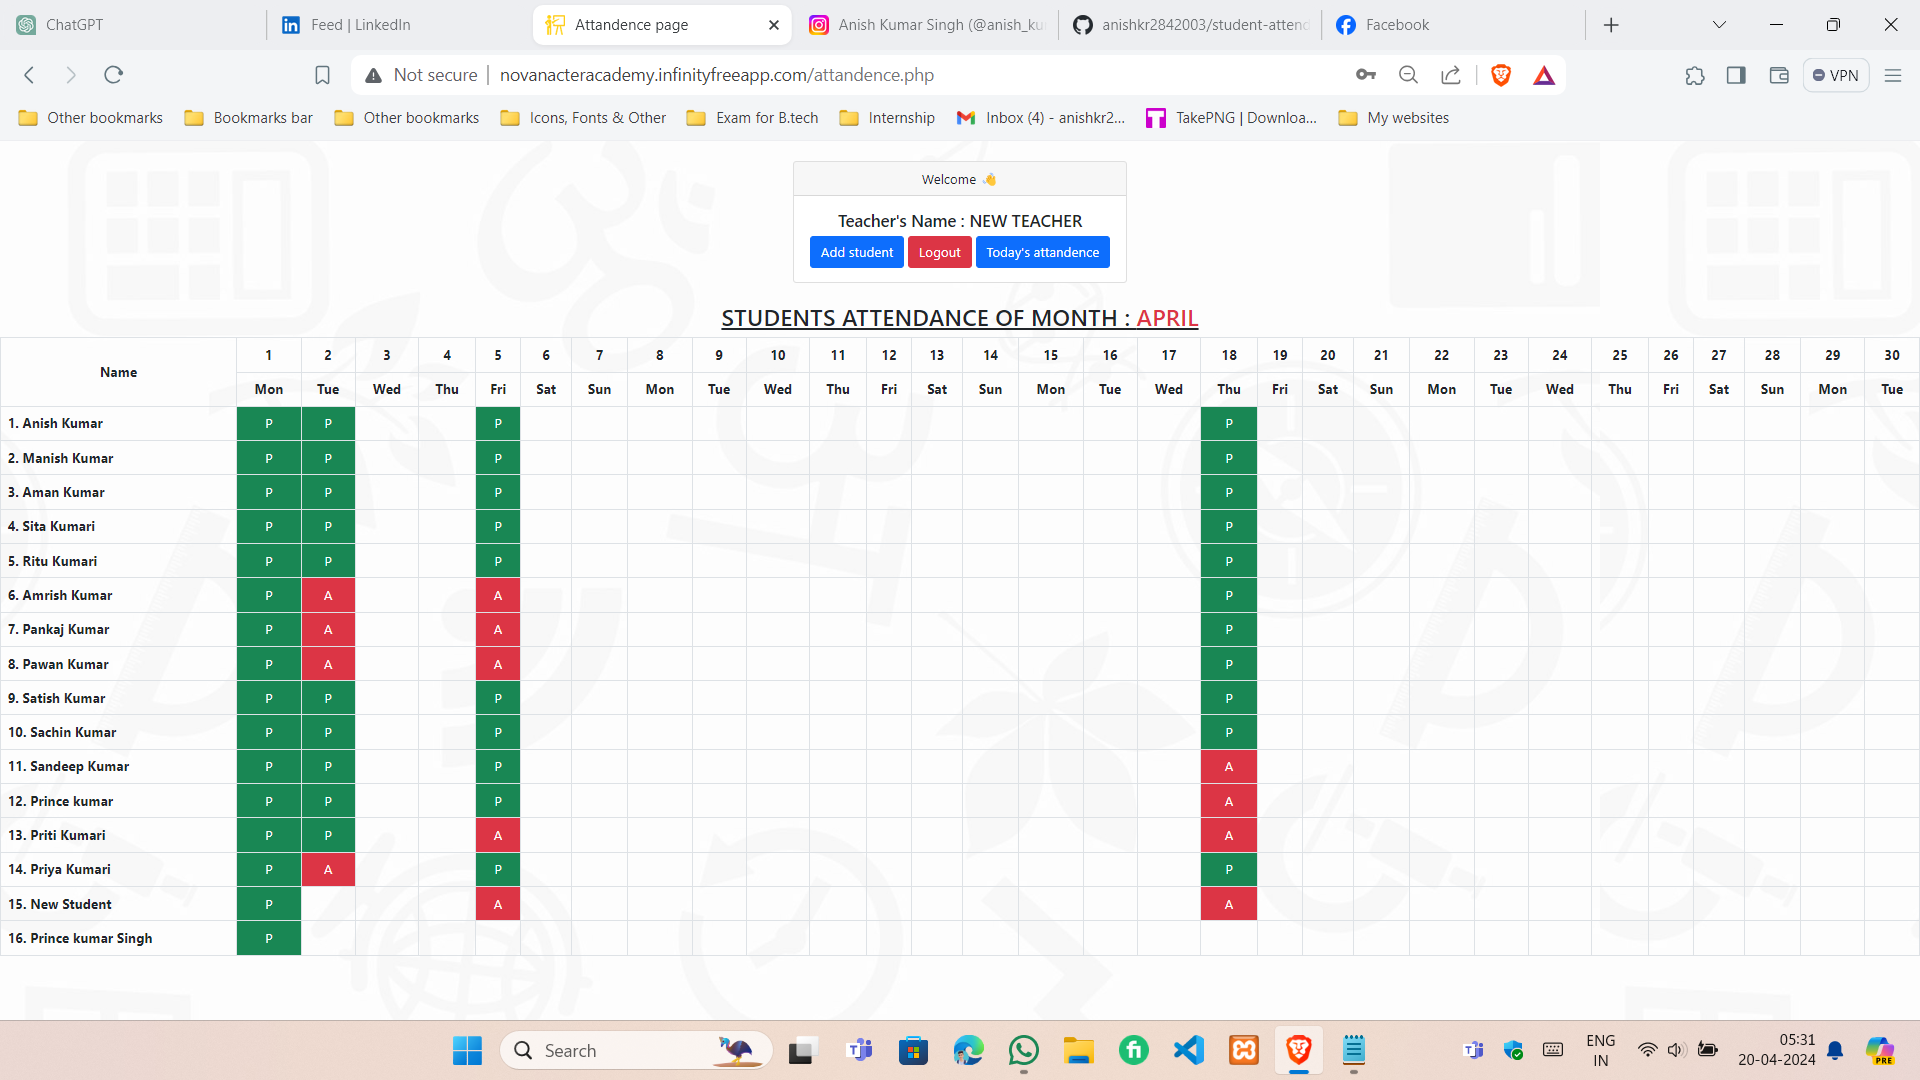 ChatGPT
Feed | LinkedIn
Attandence page
Anish Kumar Singh (@anish_ku
anishkr2842003/student-attend
Facebook
Not secure
novanacteracademy.infinityfreeapp.com/attandence.php
VPN
Other bookmarks
Bookmarks bar
Other bookmarks
Icons, Fonts & Other
Exam for B.tech
Internship
Inbox (4) - anishkr2...
TakePNG | Downloa...
My websites
Welcome 👋
Teacher's Name : NEW TEACHER
Add student Logout Today's attandence
STUDENTS ATTENDANCE OF MONTH : APRIL
Name 1 2 3 4 5 6 7 8 9 10 11 12 13 14 15 16 17 18 19 20 21 22 23 24 25 26 27 28 29 30
Mon Tue Wed Thu Fri Sat Sun Mon Tue Wed Thu Fri Sat Sun Mon Tue Wed Thu Fri Sat Sun Mon Tue Wed Thu Fri Sat Sun Mon Tue
1. Anish Kumar P P P P
2. Manish Kumar P P P P
3. Aman Kumar P P P P
4. Sita Kumari P P P P
5. Ritu Kumari P P P P
6. Amrish Kumar P A A P
7. Pankaj Kumar P A A P
8. Pawan Kumar P A A P
9. Satish Kumar P P P P
10. Sachin Kumar P P P P
11. Sandeep Kumar P P P A
12. Prince kumar P P P A
13. Priti Kumari P P A A
14. Priya Kumari P A P P
15. New Student P A A
16. Prince kumar Singh P
Search
ENG
IN
05:31
20-04-2024
PRE